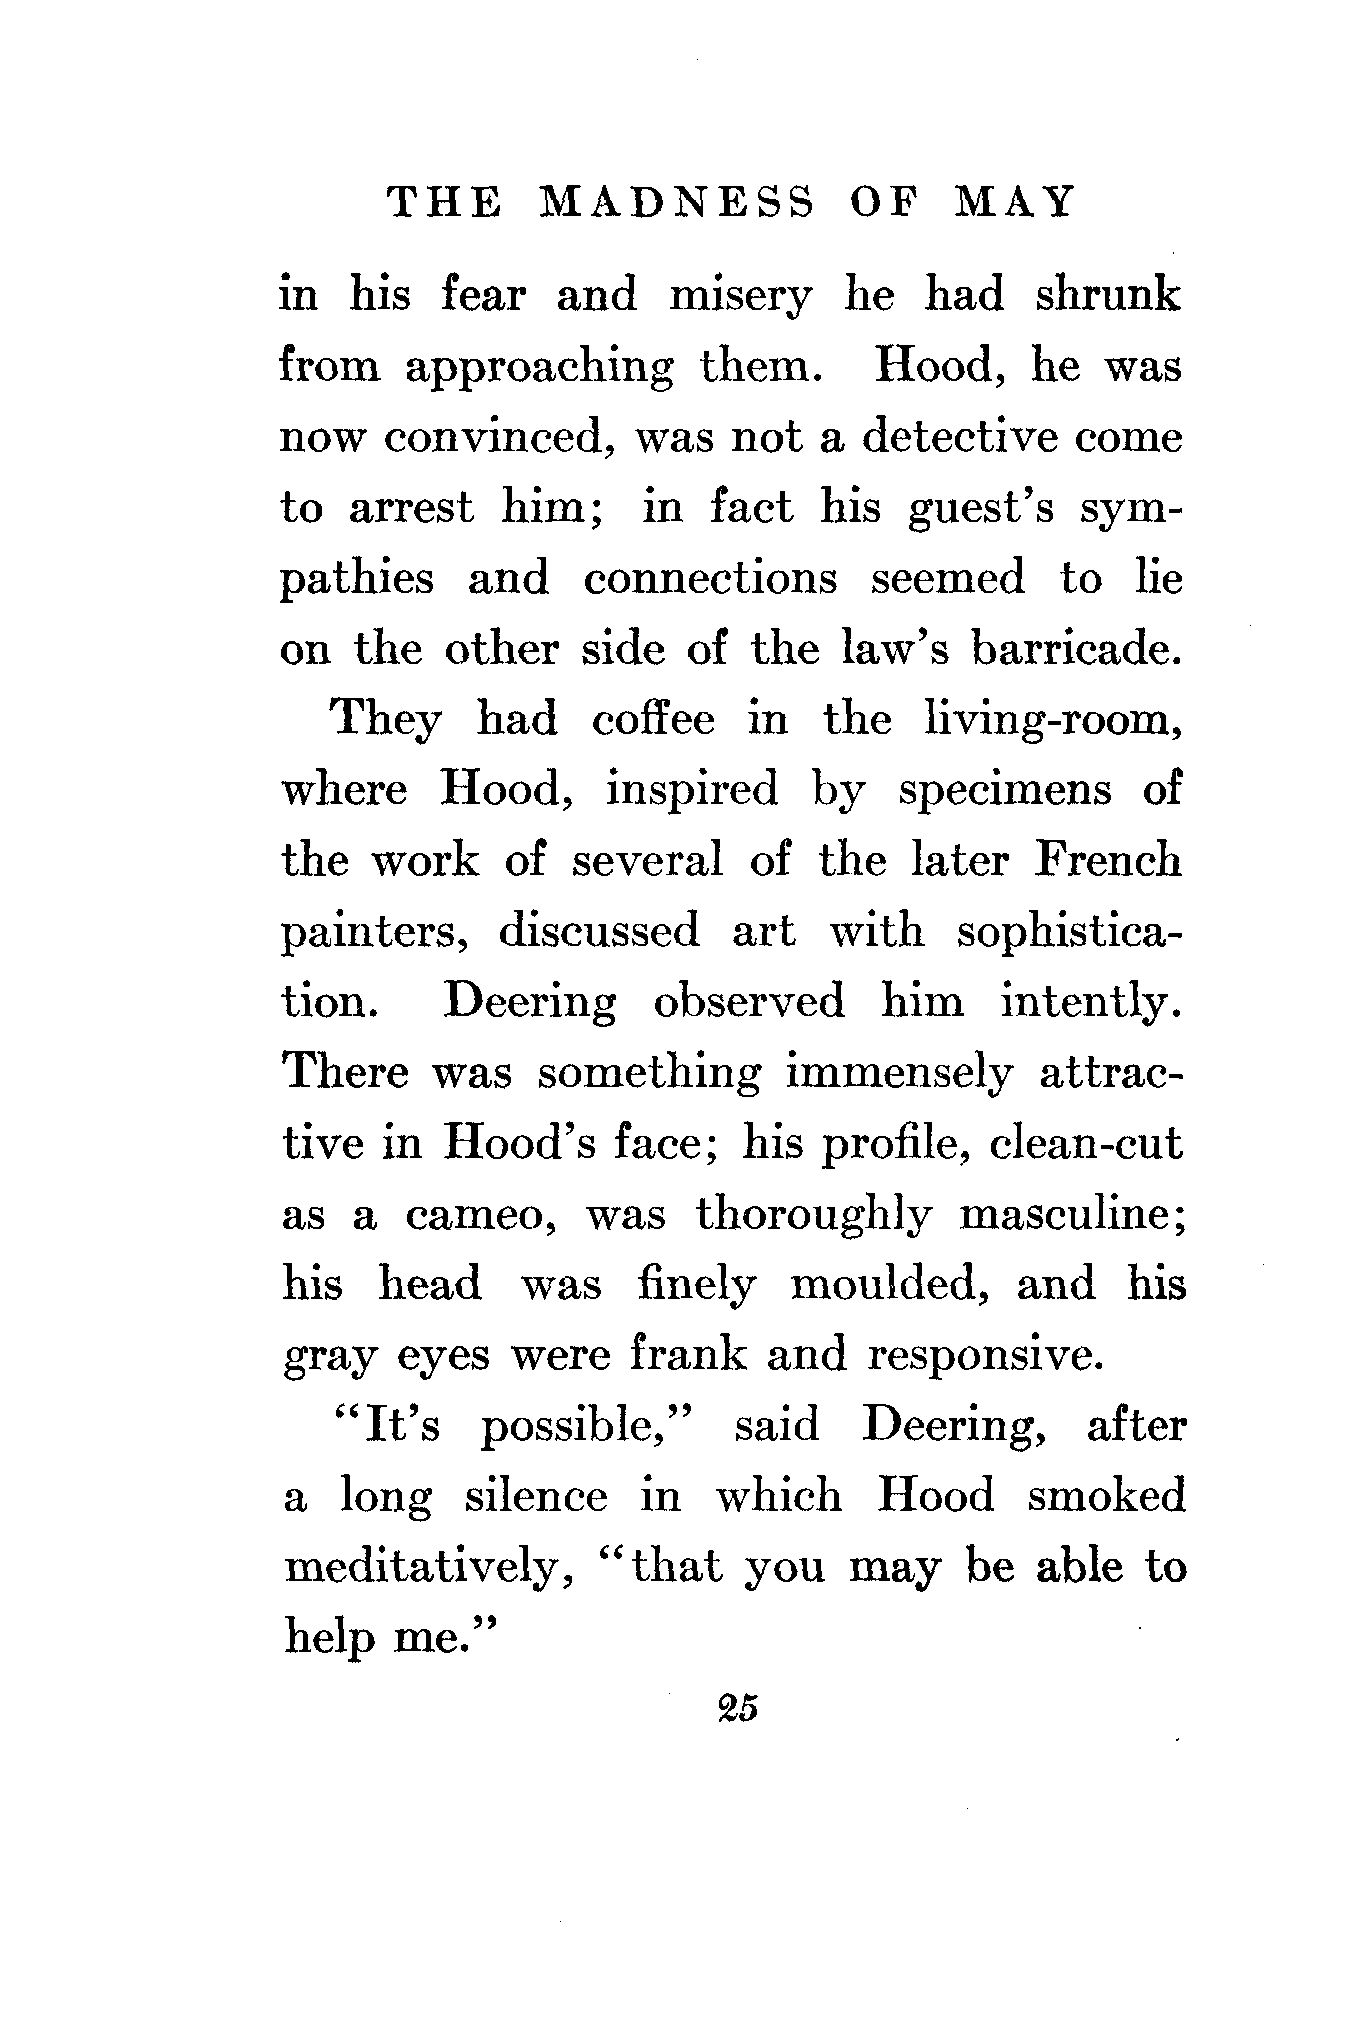 THE MADNESS OF MAY
in his fear and misery he had shrunk
from approaching them. Hood, he was
now convinced, was not a detective come
to arrest him; in fact his guest's sym-
pathies and connections seemed to lie
on the other side of the law's barricade.
They had coffee in the living-room,
where Hood, inspired by specimens of
the work of several of the later French
painters, discussed art with sophistica-
tion. Deering observed him intently.
There was something immensely attrac-
tive in Hood's face; his profile, clean-cut
as a cameo, was thoroughly masculine;
his head was finely moulded, and his
gray eyes were frank and responsive.
"It's possible," said Deering, after
a long silence in which Hood smoked
meditatively, "that you may be able to
help me."
25